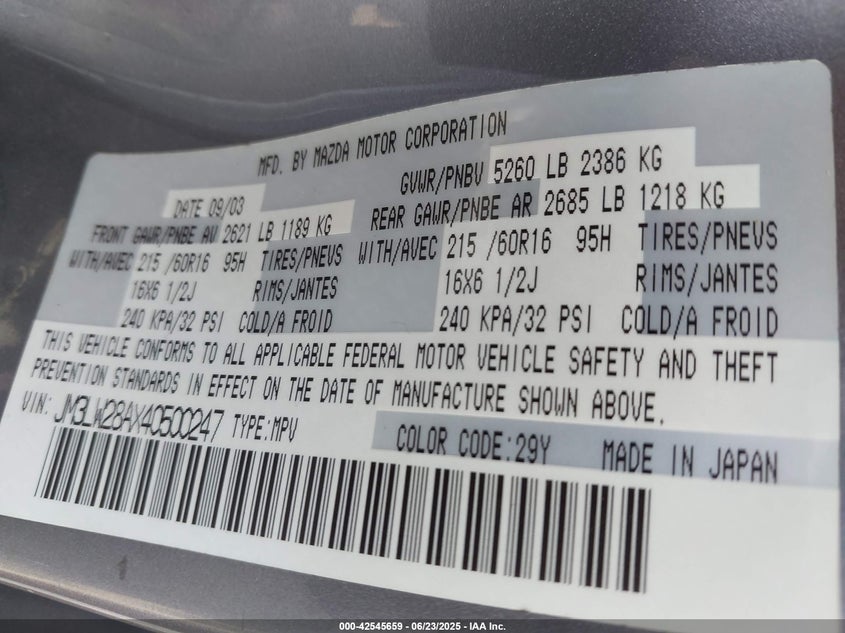 MFD. BY MAZDA MOTOR CORPORATION
DATE 09/03 GVWR/PNBV 5260 LB 2386 KG
FRONT GAWR/PNBE AV 2621 LB 1189 KG REAR GAWR/PNBE AR 2685 LB 1218 KG
WITH/AVEC 215 /60R16 95H TIRES/PNEVS WITH/AVEC 215 /60R16 95H TIRES/PNEVS
16X6 1/2J RIMS/JANTES 16X6 1/2J RIMS/JANTES
240 KPA/32 PSI COLD/A FROID 240 KPA/32 PSI COLD/A FROID
THIS VEHICLE CONFORMS TO ALL APPLICABLE FEDERAL MOTOR VEHICLE SAFETY AND THEFT
PREVENTION STANDARDS IN EFFECT ON THE DATE OF MANUFACTURE SHOWN ABOVE.
VIN: JM3LW28AX40500247 TYPE:MPV COLOR CODE:29Y MADE IN JAPAN
000-42545659 - 06/23/2025 - IAA Inc.